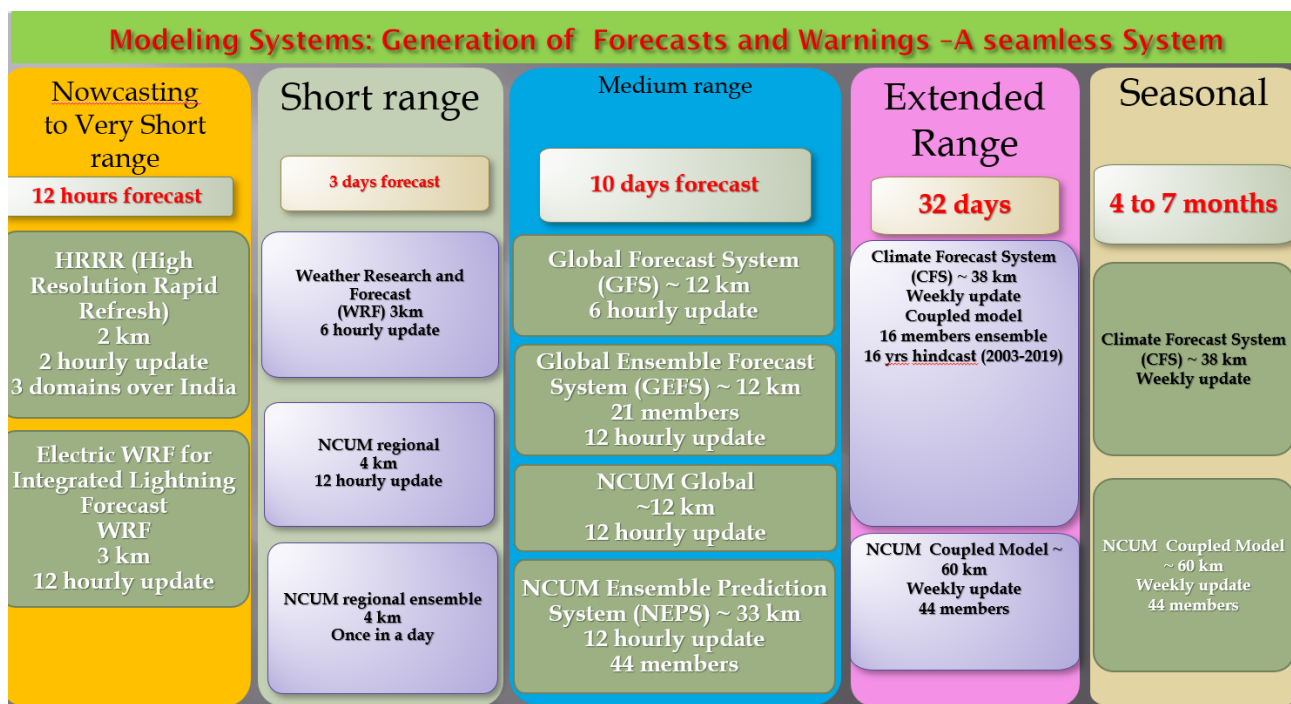 Modeling Systems: Generation of Forecasts and Warnings –A seamless System
Nowcasting
to Very Short
range
12 hours forecast
HRRR (High
Resolution Rapid
Refresh)
2 km
2 hourly update
3 domains over India
Electric WRF for
Integrated Lightning
Forecast
WRF
3 km
12 hourly update
Short range
3 days forecast
Weather Research and
Forecast
(WRF) 3km
6 hourly update
NCUM regional
4 km
12 hourly update
NCUM regional ensemble
4 km
Once in a day
Medium range
10 days forecast
Global Forecast System
(GFS) ~ 12 km
6 hourly update
Global Ensemble Forecast
System (GEFS) ~ 12 km
21 members
12 hourly update
NCUM Global
~12 km
12 hourly update
NCUM Ensemble Prediction
System (NEPS) ~ 33 km
12 hourly update
44 members
Extended
Range
32 days
Climate Forecast System
(CFS) ~ 38 km
Weekly update
Coupled model
16 members ensemble
16 yrs hindcast (2003-2019)
NCUM Coupled Model ~
60 km
Weekly update
44 members
Seasonal
4 to 7 months
Climate Forecast System
(CFS) ~ 38 km
Weekly update
NCUM Coupled Model
~ 60 km
Weekly update
44 members